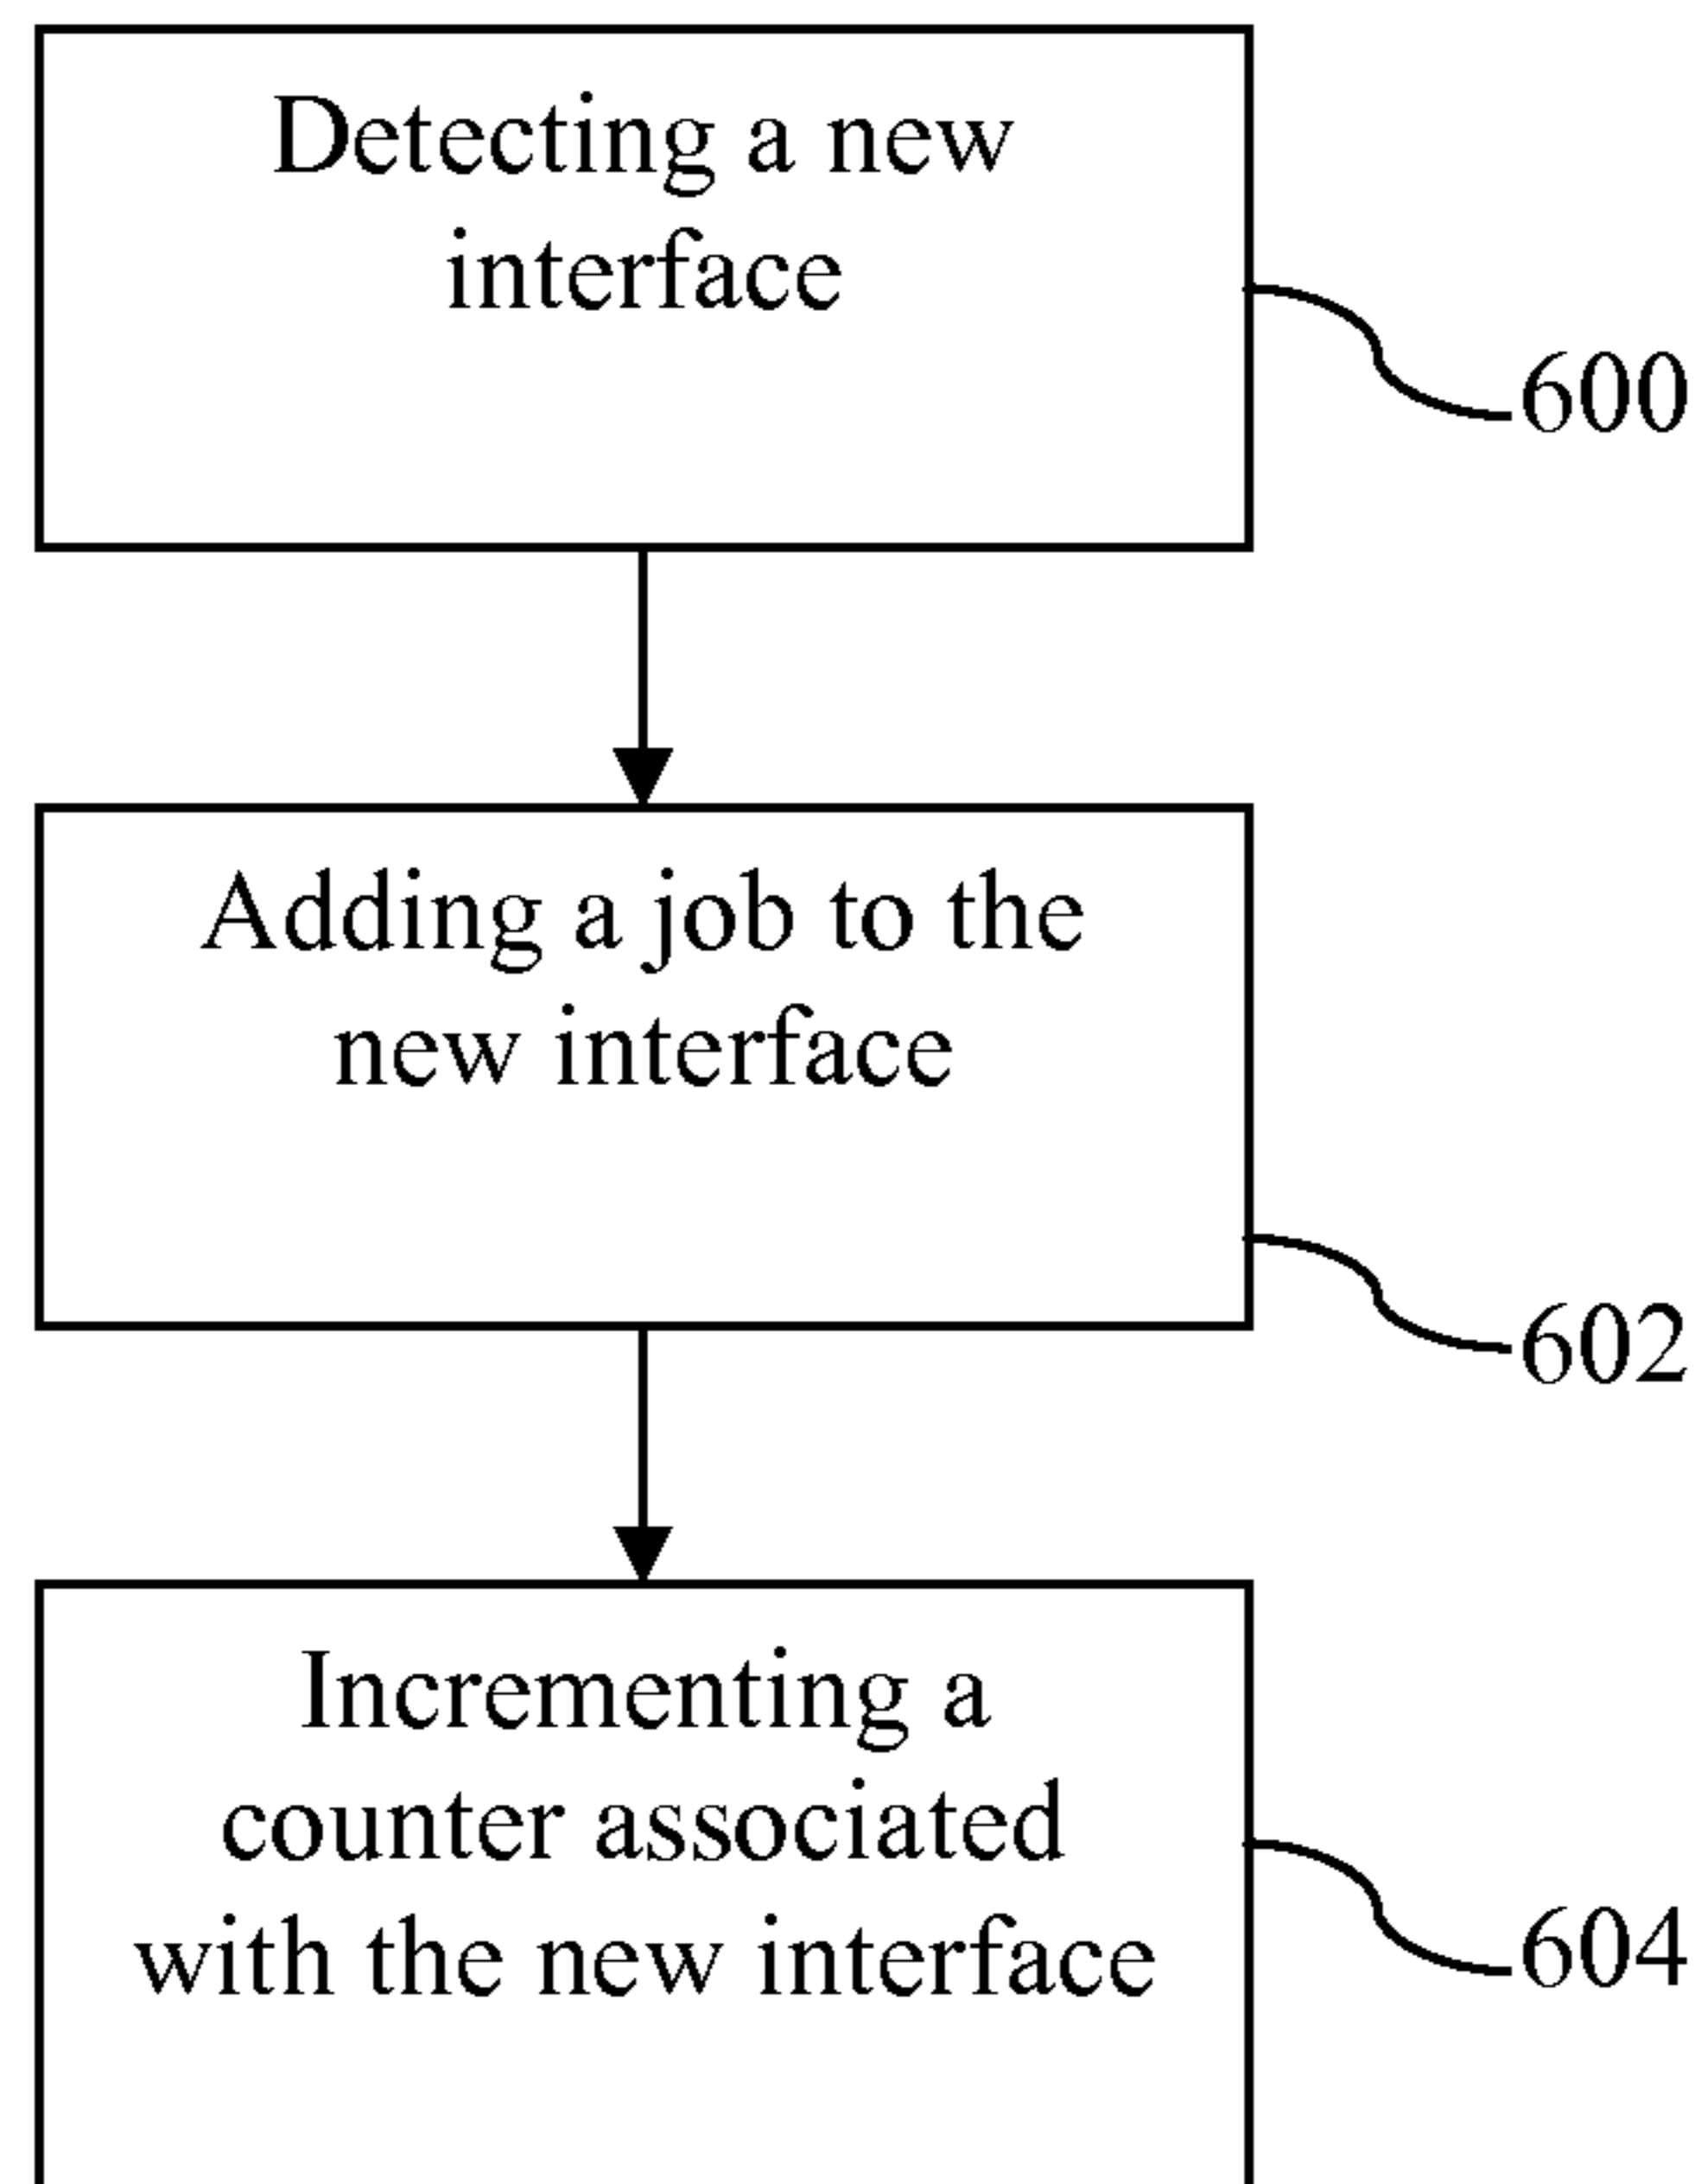 Detecting a new
interface
600
Adding a job to the
new interface
602
Incrementing a
counter associated
with the new interface
604